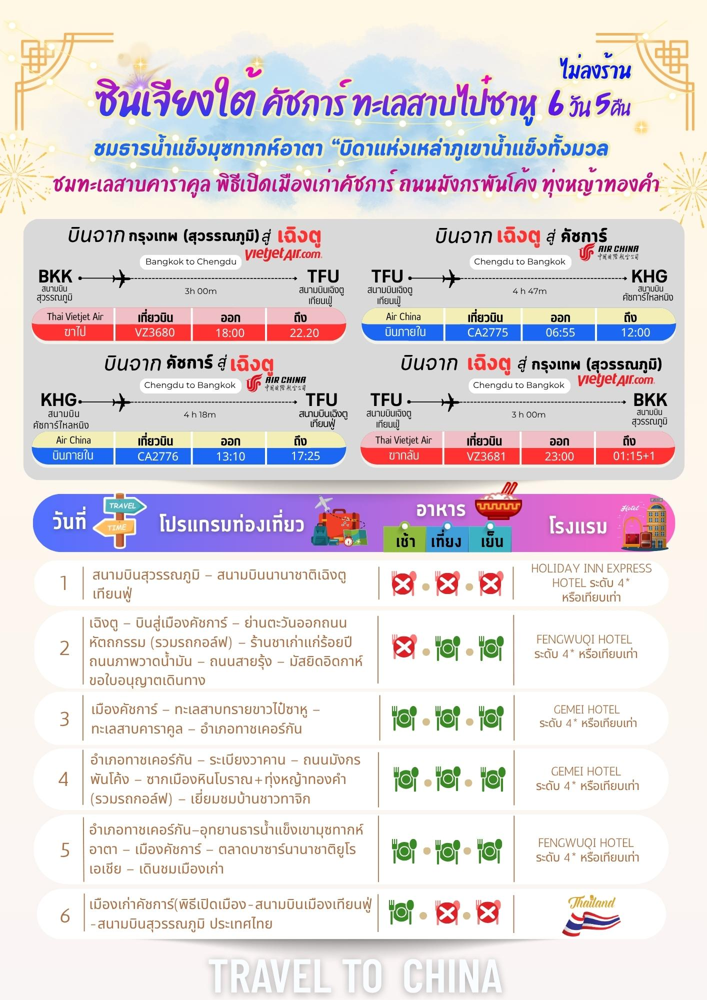 ไม่ลงร้าน
ซินเจียงใต้ คัชการ์ ทะเลสาบไป๋ซาหู 6 วัน 5 คืน
ชมธารน้ำแข็งมุซทากห์อาตา “บิดาแห่งเหล่าภูเขาน้ำแข็งทั้งมวล
ชมทะเลสาบคาราคูล พิธีเปิดเมืองเก่าคัชการ์ ถนนมังกรพันโค้ง ทุ่งหญ้าทองคำ
บินจาก กรุงเทพ (สุวรรณภูมิ) สู่ เฉิงตู
vietjetAir.com
Bangkok to Chengdu
BKK
TFU
สนามบิน
สุวรรณภูมิ
3h 00m
สนามบินเฉิงตู
เทียนฟู่
Thai Vietjet Air เที่ยวบิน ออก ถึง
ขาไป VZ3680 18:00 22.20
บินจาก เฉิงตู สู่ คัชการ์
AIR CHINA
中国国際航空公司
Chengdu to Bangkok
TFU
KHG
สนามบินเฉิงตู
เทียนฟู่
4 h 47m
สนามบิน
คัชการ์ไหลหนิง
Air China เที่ยวบิน ออก ถึง
บินภายใน CA2775 06:55 12:00
บินจาก คัชการ์ สู่ เฉิงตู
AIR CHINA
中国国際航空公司
Chengdu to Bangkok
KHG
TFU
สนามบิน
คัชการ์ไหลหนิง
4 h 18m
สนามบินเฉิงตู
เทียนฟู่
Air China เที่ยวบิน ออก ถึง
บินภายใน CA2776 13:10 17:25
บินจาก เฉิงตู สู่ กรุงเทพ (สุวรรณภูมิ)
vietjetAir.com
Chengdu to Bangkok
TFU
BKK
สนามบินเฉิงตู
เทียนฟู่
3 h 00m
สนามบิน
สุวรรณภูมิ
Thai Vietjet Air เที่ยวบิน ออก ถึง
ขากลับ VZ3681 23:00 01:15+1
วันที่
TRAVEL
TIME
โปรแกรมท่องเที่ยว
อาหาร
เช้า เที่ยง เย็น
โรงแรม
Hotel
1
สนามบินสุวรรณภูมิ – สนามบินนานาชาติเฉิงตู
เทียนฟู่
HOLIDAY INN EXPRESS
HOTEL ระดับ 4*
หรือเทียบเท่า
2
เฉิงตู – บินสู่เมืองคัชการ์ – ย่านตะวันออกถนน
หัตถกรรม (รวมรถกอล์ฟ) – ร้านชาเก่าแก่ร้อยปี
ถนนภาพวาดน้ำมัน – ถนนสายรุ้ง – มัสยิดอิดกาห์
ขอใบอนุญาตเดินทาง
FENGWUQI HOTEL
ระดับ 4* หรือเทียบเท่า
3
เมืองคัชการ์ – ทะเลสาบทรายขาวไป๋ซาหู –
ทะเลสาบคาราคูล – อำเภอทาชเคอร์กัน
GEMEI HOTEL
ระดับ 4* หรือเทียบเท่า
4
อำเภอทาชเคอร์กัน – ระเบียงวาคาน – ถนนมังกร
พันโค้ง – ซากเมืองหินโบราณ+ทุ่งหญ้าทองคำ
(รวมรถกอล์ฟ) – เยี่ยมชมบ้านชาวทาจิก
GEMEI HOTEL
ระดับ 4* หรือเทียบเท่า
5
อำเภอทาชเคอร์กัน–อุทยานธารน้ำแข็งเขามุซทากห์
อาตา – เมืองคัชการ์ – ตลาดบาซาร์นานาชาติยูโร
เอเชีย – เดินชมเมืองเก่า
FENGWUQI HOTEL
ระดับ 4* หรือเทียบเท่า
6
เมืองเก่าคัชการ์(พิธีเปิดเมือง-สนามบินเมืองเทียนฟู่
-สนามบินสุวรรณภูมิ ประเทศไทย
Thailand
TRAVEL TO CHINA